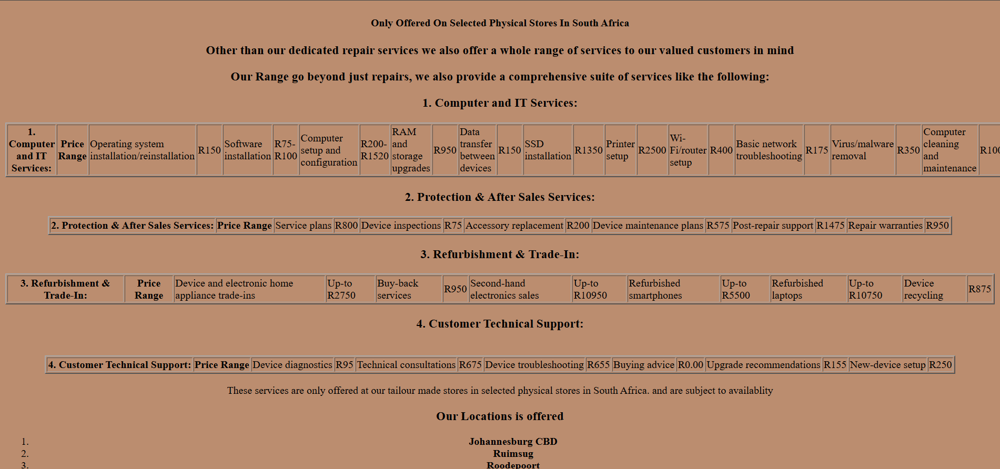 Only Offered On Selected Physical Stores In South Africa
Other than our dedicated repair services we also offer a whole range of services to our valued customers in mind
Our Range go beyond just repairs, we also provide a comprehensive suite of services like the following:
1. Computer and IT Services:
1. Computer and IT Services: Price Range Operating system installation/reinstallation R150 Software installation R75-R100 Computer setup and configuration R200-R1520 RAM and storage upgrades R950 Data transfer between devices R150 SSD installation R1350 Printer setup R2500 Wi-Fi/router setup R400 Basic network troubleshooting R175 Virus/malware removal R350 Computer cleaning and maintenance
2. Protection & After Sales Services:
2. Protection & After Sales Services: Price Range Service plans R800 Device inspections R75 Accessory replacement R200 Device maintenance plans R575 Post-repair support R1475 Repair warranties R950
3. Refurbishment & Trade-In:
3. Refurbishment & Trade-In: Price Range Device and electronic home appliance trade-ins Up-to R2750 Buy-back services R950 Second-hand electronics sales Up-to R10950 Refurbished smartphones Up-to R5500 Refurbished laptops Up-to R10750 Device recycling R875
4. Customer Technical Support:
4. Customer Technical Support: Price Range Device diagnostics R95 Technical consultations R675 Device troubleshooting R655 Buying advice R0.00 Upgrade recommendations R155 New-device setup R250
These services are only offered at our tailour made stores in selected physical stores in South Africa. and are subject to availablity
Our Locations is offered
1. Johannesburg CBD
2. Ruimsug
3. Roodepoort